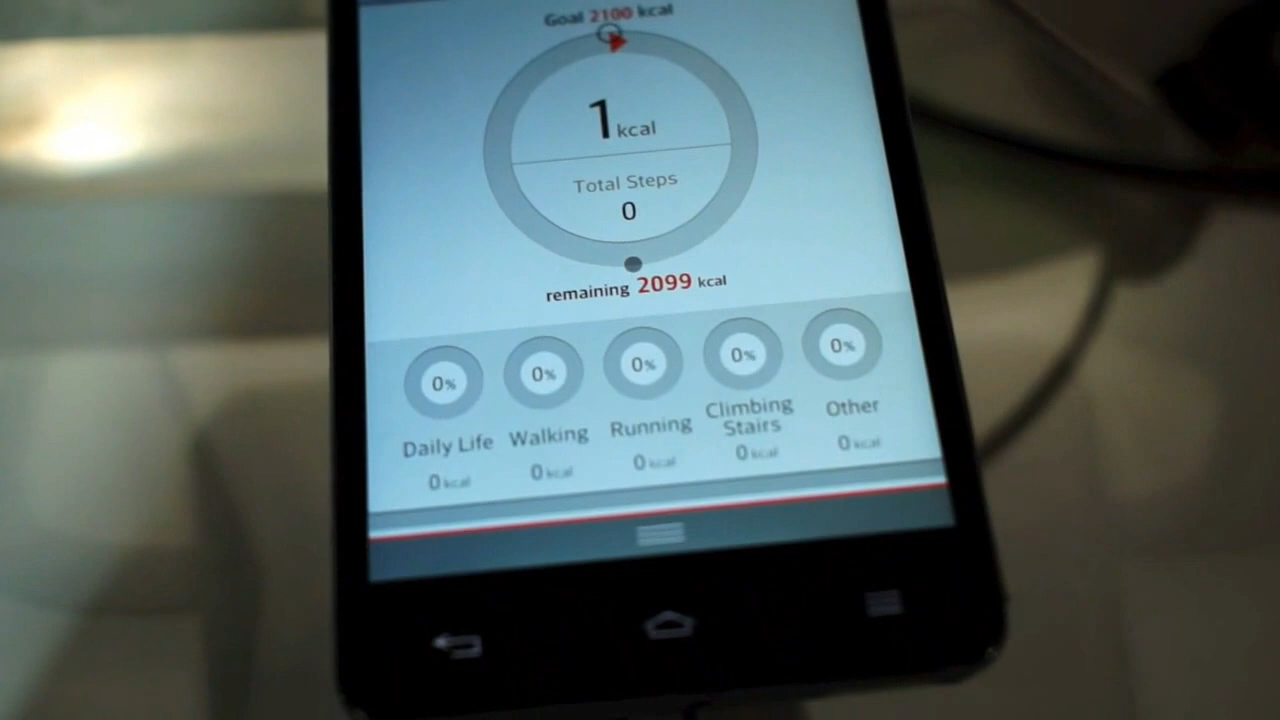 Goal 2100 kcal
1 kcal
Total Steps
0
remaining 2099 kcal
0% 0% 0% 0% 0%
Daily Life Walking Running Climbing Stairs Other
0 kcal 0 kcal 0 kcal 0 kcal 0 kcal